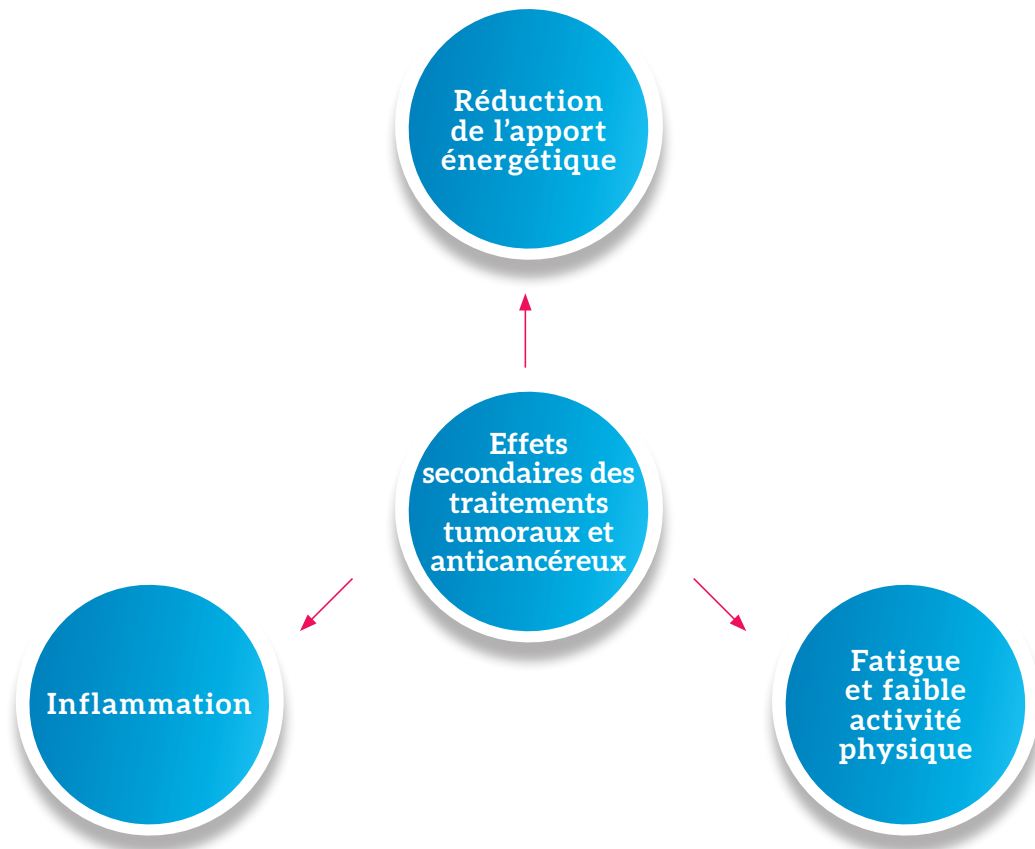 Réduction
de l’apport
énergétique
Effets
secondaires des
traitements
tumoraux et
anticancéreux
Inflammation
Fatigue
et faible
activité
physique